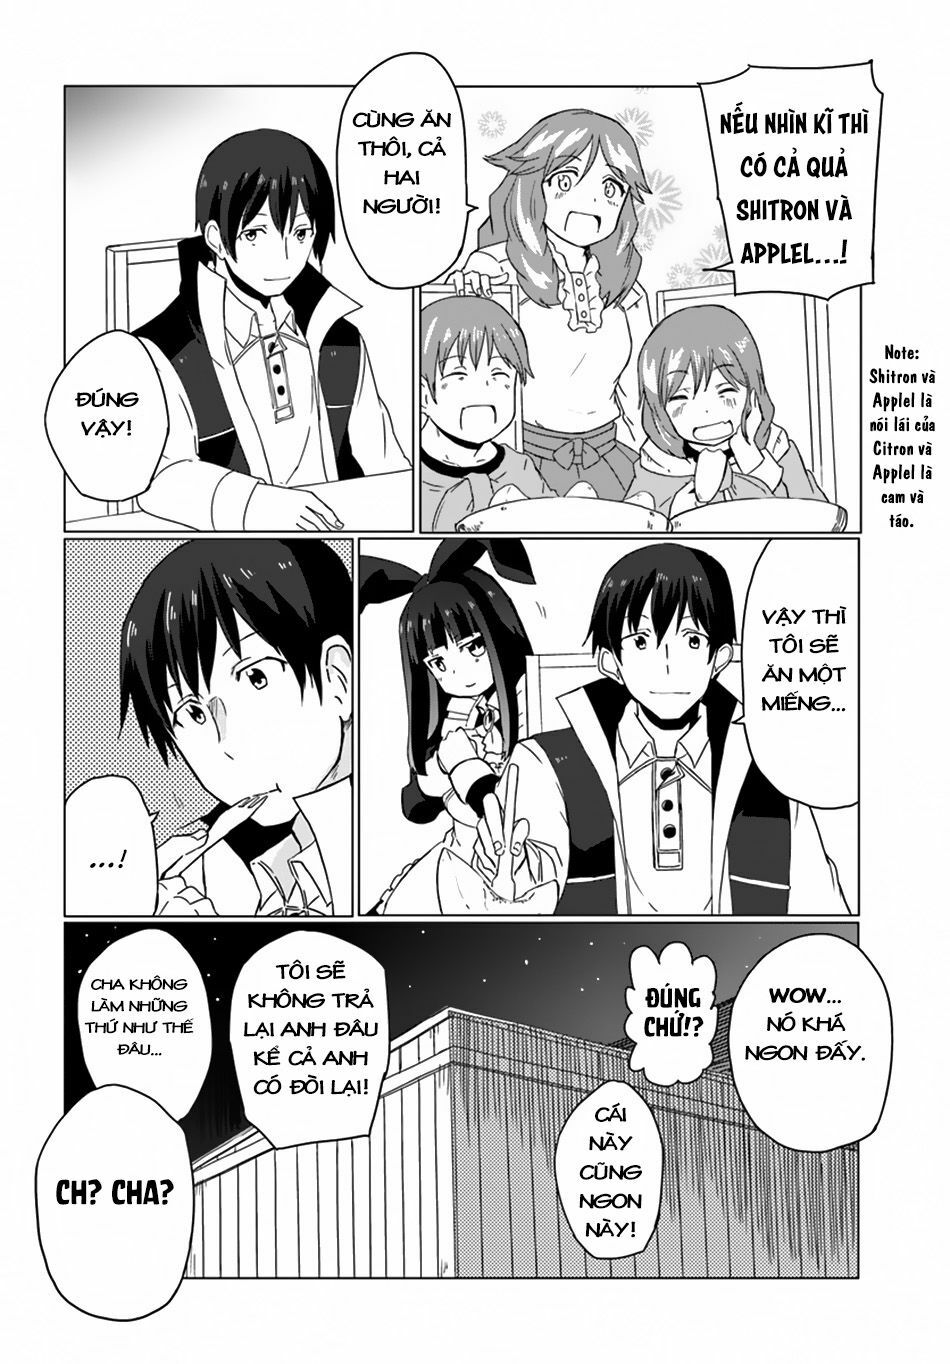 NẾU NHÌN KĨ THÌ
CÓ CẢ QUẢ
SHITRON VÀ
APPLEL...!
CÙNG ĂN
THÔI, CẢ
HAI
NGƯỜI!
ĐÚNG
VẬY!
Note:
Shitron và
Applel là
nói lái của
Citron và
Applel là
cam và
táo.
VẬY THÌ
TÔI SẼ
ĂN MỘT
MIẾNG...
...!
WOW...
NÓ KHÁ
NGON ĐẤY.
ĐÚNG
CHỨ!?
CÁI
NÀY
CŨNG
NGON
NÀY!
TÔI SẼ
KHÔNG TRẢ
LẠI ANH ĐÂU
KỂ CẢ ANH
CÓ ĐÒI LẠI!
CHA KHÔNG
LÀM NHỮNG
THỨ NHƯ THẾ
ĐÂU...
CH? CHA?